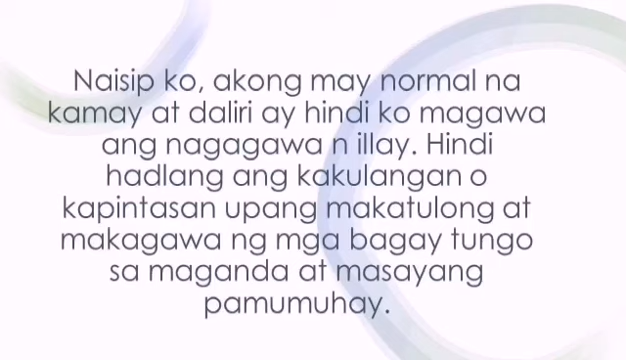 Naisip ko, akong may normal na
kamay at daliri ay hindi ko magawa
ang nagagawa n illay. Hindi
hadlang ang kakulangan o
kapintasan upang makatulong at
makagawa ng mga bagay tungo
sa maganda at masayang
pamumuhay.